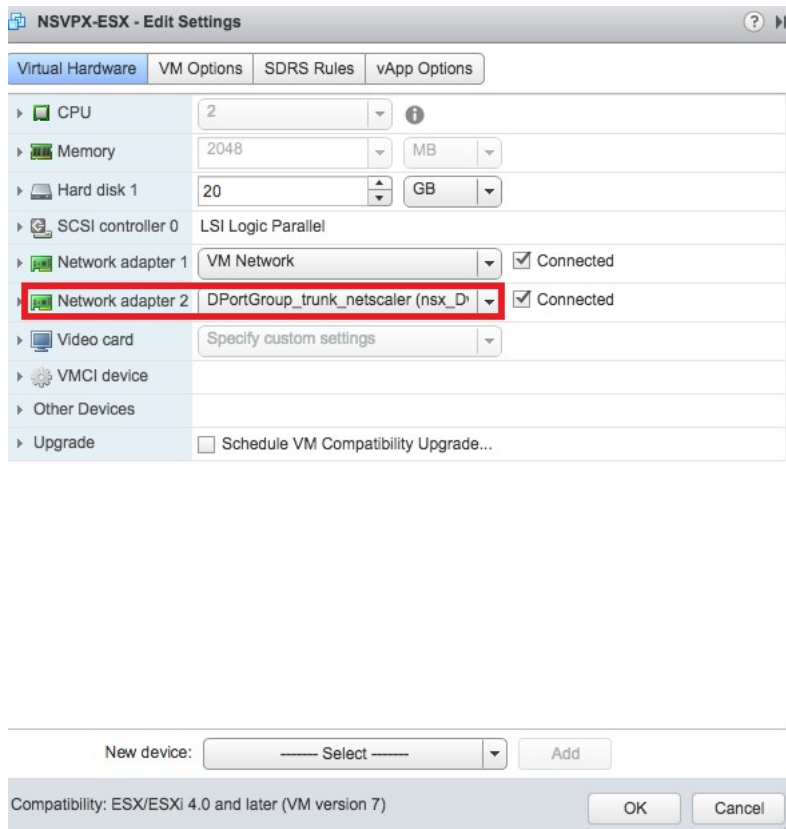 NSVPX-ESX - Edit Settings
Virtual Hardware VM Options SDRS Rules vApp Options
CPU 2
Memory 2048 MB
Hard disk 1 20 GB
SCSI controller 0 LSI Logic Parallel
Network adapter 1 VM Network Connected
Network adapter 2 DPortGroup_trunk_netscaler (nsx_D Connected
Video card Specify custom settings
VMCI device
Other Devices
Upgrade Schedule VM Compatibility Upgrade...
New device: ------- Select ------- Add
Compatibility: ESX/ESXi 4.0 and later (VM version 7) OK Cancel